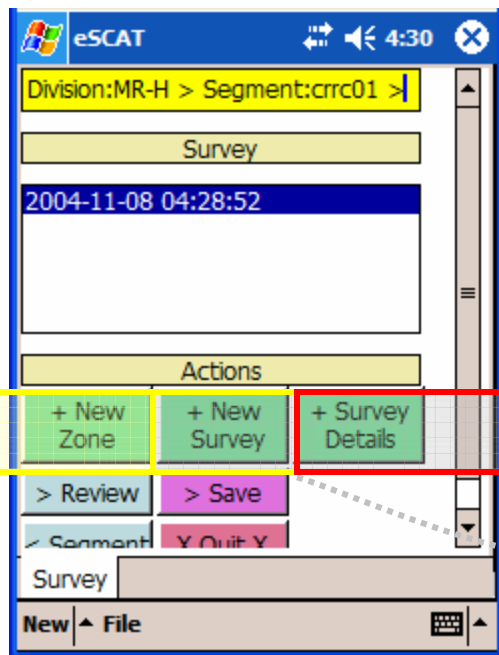 eSCAT 4:30
Division:MR-H > Segment:crrc01 >
Survey
2004-11-08 04:28:52
Actions
+ New Zone + New Survey + Survey Details
> Review > Save
< Segment X Quit X
Survey
New File